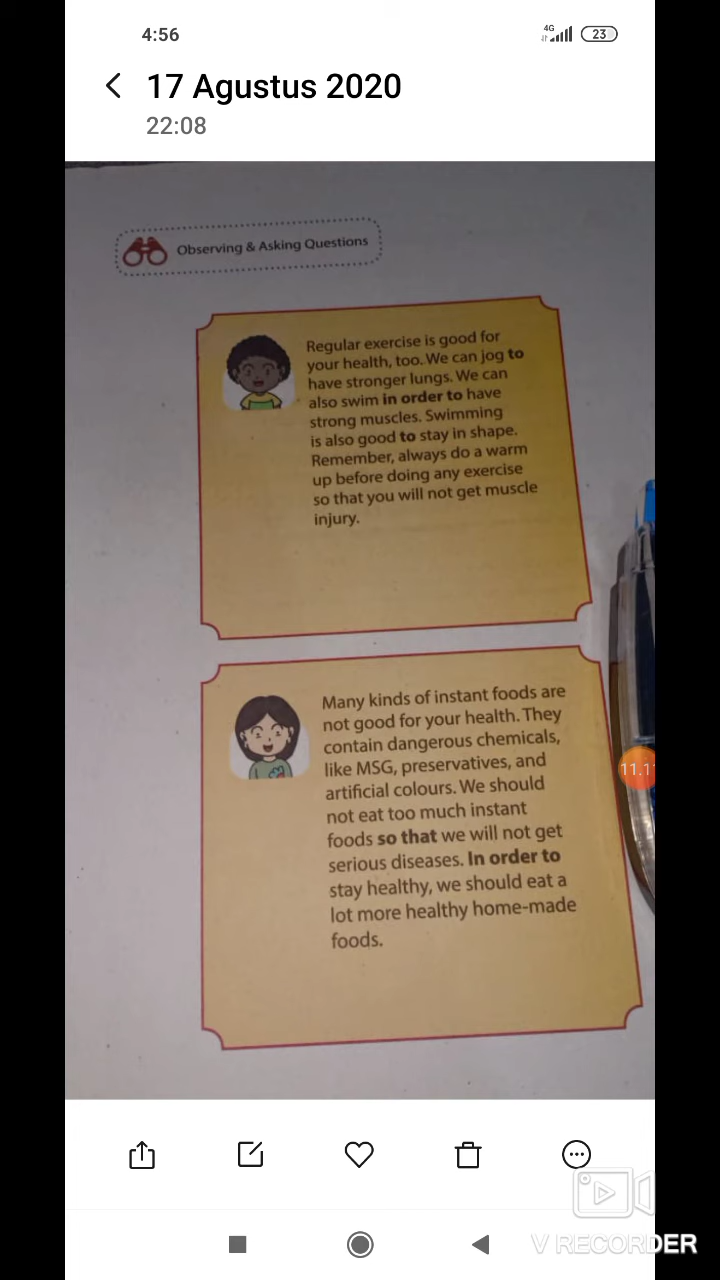 4:56
4G
23
17 Agustus 2020
22:08
Observing & Asking Questions
Regular exercise is good for
your health, too. We can jog to
have stronger lungs. We can
also swim in order to have
strong muscles. Swimming
is also good to stay in shape.
Remember, always do a warm
up before doing any exercise
so that you will not get muscle
injury.
Many kinds of instant foods are
not good for your health. They
contain dangerous chemicals,
like MSG, preservatives, and
artificial colours. We should
not eat too much instant
foods so that we will not get
serious diseases. In order to
stay healthy, we should eat a
lot more healthy home-made
foods.
V RECORDER